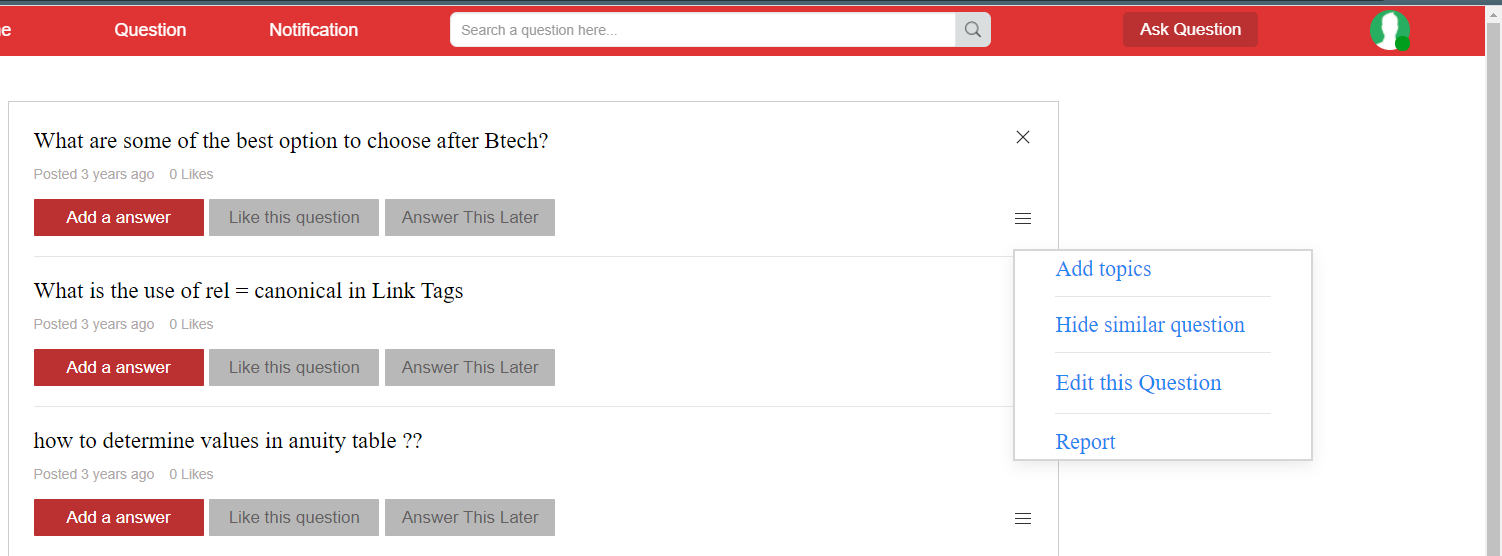 e Question Notification Search a question here... Ask Question
What are some of the best option to choose after Btech?
Posted 3 years ago 0 Likes
Add a answer Like this question Answer This Later
What is the use of rel = canonical in Link Tags
Posted 3 years ago 0 Likes
Add a answer Like this question Answer This Later
how to determine values in anuity table ??
Posted 3 years ago 0 Likes
Add a answer Like this question Answer This Later
Add topics
Hide similar question
Edit this Question
Report